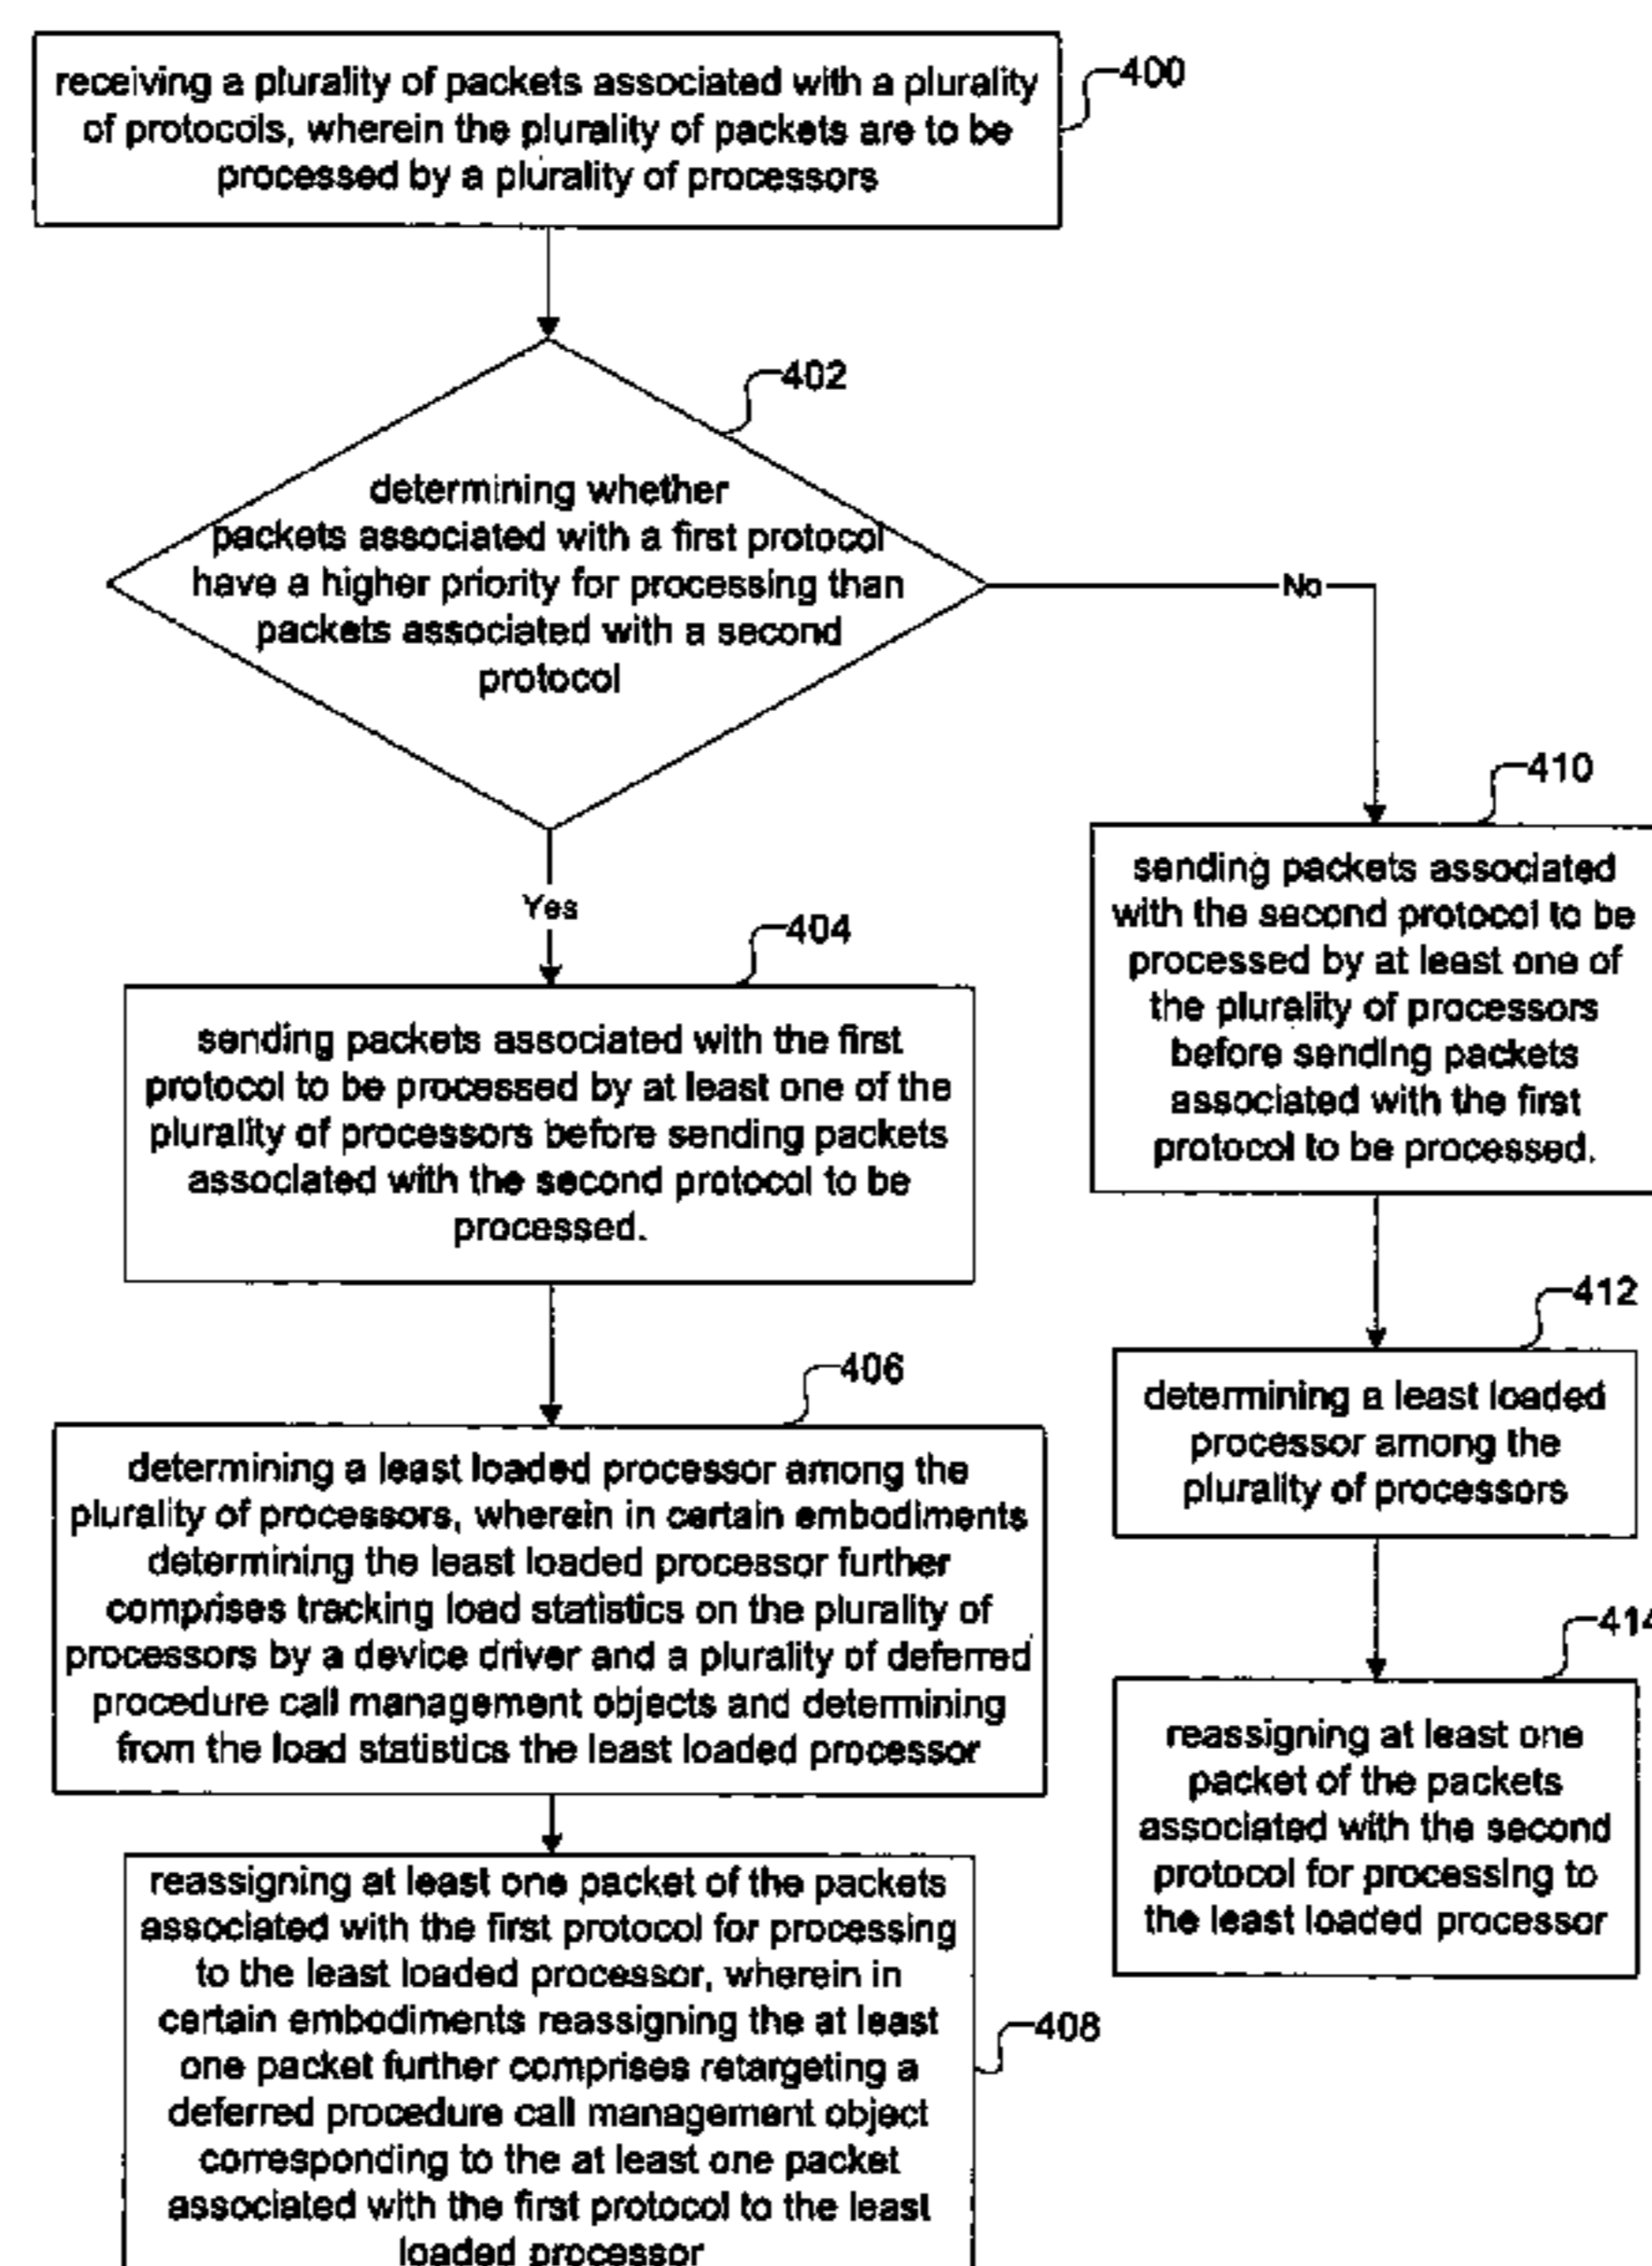 receiving a plurality of packets associated with a plurality
of protocols, wherein the plurality of packets are to be
processed by a plurality of processors
400
402
determining whether
packets associated with a first protocol
have a higher priority for processing than
packets associated with a second
protocol
No
Yes
404
sending packets associated with the first
protocol to be processed by at least one of the
plurality of processors before sending packets
associated with the second protocol to be
processed.
406
determining a least loaded processor among the
plurality of processors, wherein in certain embodiments
determining the least loaded processor further
comprises tracking load statistics on the plurality of
processors by a device driver and a plurality of deferred
procedure call management objects and determining
from the load statistics the least loaded processor
reassigning at least one packet of the packets
associated with the first protocol for processing
to the least loaded processor, wherein in
certain embodiments reassigning the at least
one packet further comprises retargeting a
deferred procedure call management object
corresponding to the at least one packet
associated with the first protocol to the least
loaded processor
408
410
sending packets associated
with the second protocol to be
processed by at least one of
the plurality of processors
before sending packets
associated with the first
protocol to be processed.
412
determining a least loaded
processor among the
plurality of processors
414
reassigning at least one
packet of the packets
associated with the second
protocol for processing to
the least loaded processor